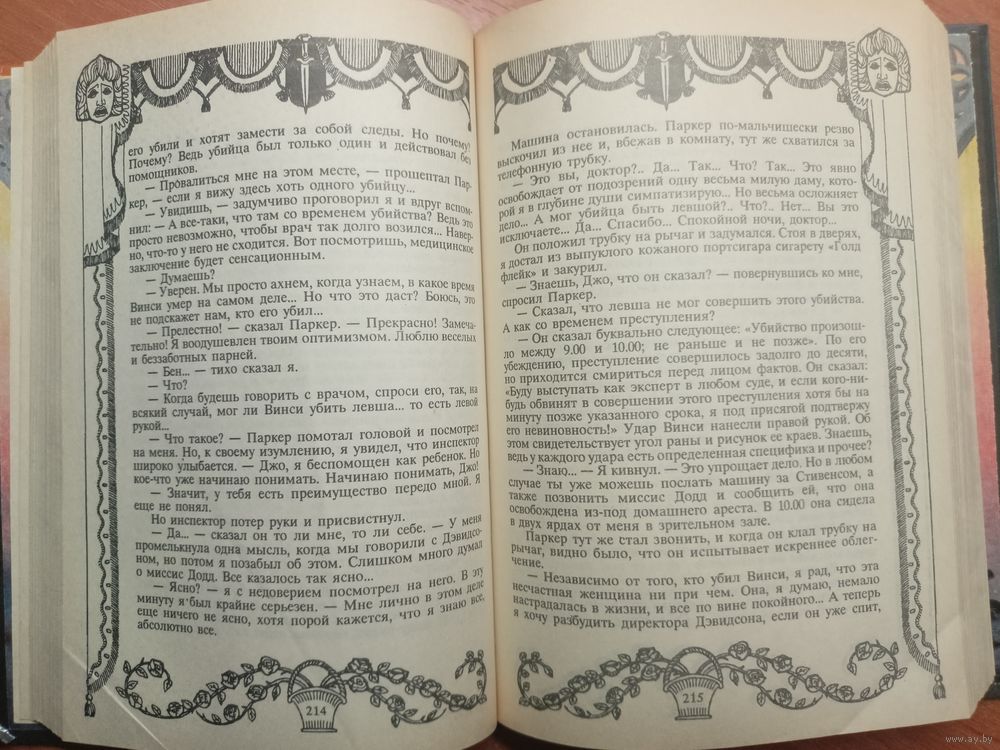 его убили и хотят замести за собой следы. Но почему?
Почему? Ведь убийца был только один и действовал без
помощников.
— Провалиться мне на этом месте, — прошептал Пар-
кер, — если я вижу здесь хоть одного убийцу...
— Увидишь, — задумчиво проговорил я и вдруг вспом-
нил: — А все-таки, что там со временем убийства? Ведь это
просто невозможно, чтобы врач так долго возился... Навер-
но, что-то у него не сходится. Вот посмотришь, медицинское
заключение будет сенсационным.
— Думаешь?
— Уверен. Мы просто ахнем, когда узнаем, в какое время
Винси умер на самом деле... Но что это даст? Боюсь, это
не подскажет нам, кто его убил...
— Прелестно! — сказал Паркер. — Прекрасно! Замеча-
тельно! Я воодушевлен твоим оптимизмом. Люблю веселых
и беззаботных парней.
— Бен... — тихо сказал я.
— Что?
— Когда будешь говорить с врачом, спроси его, так, на
всякий случай, мог ли Винси убить левша... то есть левой
рукой...
— Что такое? — Паркер помотал головой и посмотрел
на меня. Но, к своему изумлению, я увидел, что инспектор
широко улыбается. — Джо, я беспомощен как ребенок. Но
кое-что уже начинаю понимать. Начинаю понимать, Джо!
— Значит, у тебя есть преимущество передо мной. Я
еще не понял.
Но инспектор потер руки и присвистнул.
— Да... — сказал он то ли мне, то ли себе. — У меня
промелькнула одна мысль, когда мы говорили с Дэвидсо-
ном, но потом я позабыл об этом. Слишком много думал
о миссис Додд. Все казалось так ясно...
— Ясно? — я с недоверием посмотрел на него. В эту
минуту я был крайне серьезен. — Мне лично в этом деле
еще ничего не ясно, хотя порой кажется, что я знаю все,
абсолютно все.
214
Машина остановилась. Паркер по-мальчишески резво
выскочил из нее и, вбежав в комнату, тут же схватился за
телефонную трубку.
— Это вы, доктор?.. Да... Так... Что? Так... Это явно
освобождает от подозрений одну весьма милую даму, кото-
рой я в глубине души симпатизирую... Но весьма осложняет
дело... А мог убийца быть левшой?.. Что?.. Нет... Вы это
исключаете... Да... Спасибо... Спокойной ночи, доктор...
Он положил трубку на рычаг и задумался. Стоя в дверях,
я достал из выпуклого кожаного портсигара сигарету «Голд
флейк» и закурил.
— Знаешь, Джо, что он сказал? — повернувшись ко мне,
спросил Паркер.
— Сказал, что левша не мог совершить этого убийства.
А как со временем преступления?
— Он сказал буквально следующее: «Убийство произош-
ло между 9.00 и 10.00; не раньше и не позже». По его
убеждению, преступление совершилось задолго до десяти,
но приходится смириться перед лицом фактов. Он сказал:
«Буду выступать как эксперт в любом суде, и если кого-ни-
будь обвинят в совершении этого преступления хотя бы на
минуту позже указанного срока, я под присягой подтвержу
его невиновность!» Удар Винси нанесли правой рукой. Об
этом свидетельствует угол раны и рисунок ее краев. Знаешь,
ведь у каждого удара есть определенная специфика и прочее?
— Знаю... — Я кивнул. — Это упрощает дело. Но в любом
случае ты уже можешь послать машину за Стивенсом, а
также позвонить миссис Додд и сообщить ей, что она
освобождена из-под домашнего ареста. В 10.00 она сидела
в двух ярдах от меня в зрительном зале.
Паркер тут же стал звонить, и когда он клал трубку на
рычаг, видно было, что он испытывает искреннее облег-
чение.
— Независимо от того, кто убил Винси, я рад, что эта
несчастная женщина ни при чем. Она, я думаю, немало
настрадалась в жизни, и все по вине покойного... А теперь
я хочу разбудить директора Дэвидсона, если он уже спит,
215
www.ay.by